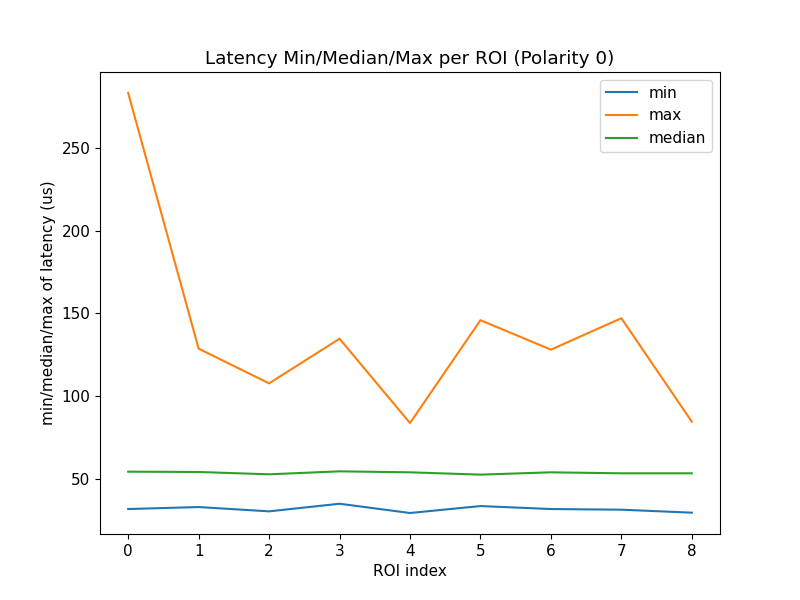 Latency Min/Median/Max per ROI (Polarity 0)
min
max
median
min/median/max of latency (us)
250
200
150
100
50
0 1 2 3 4 5 6 7 8
ROI index